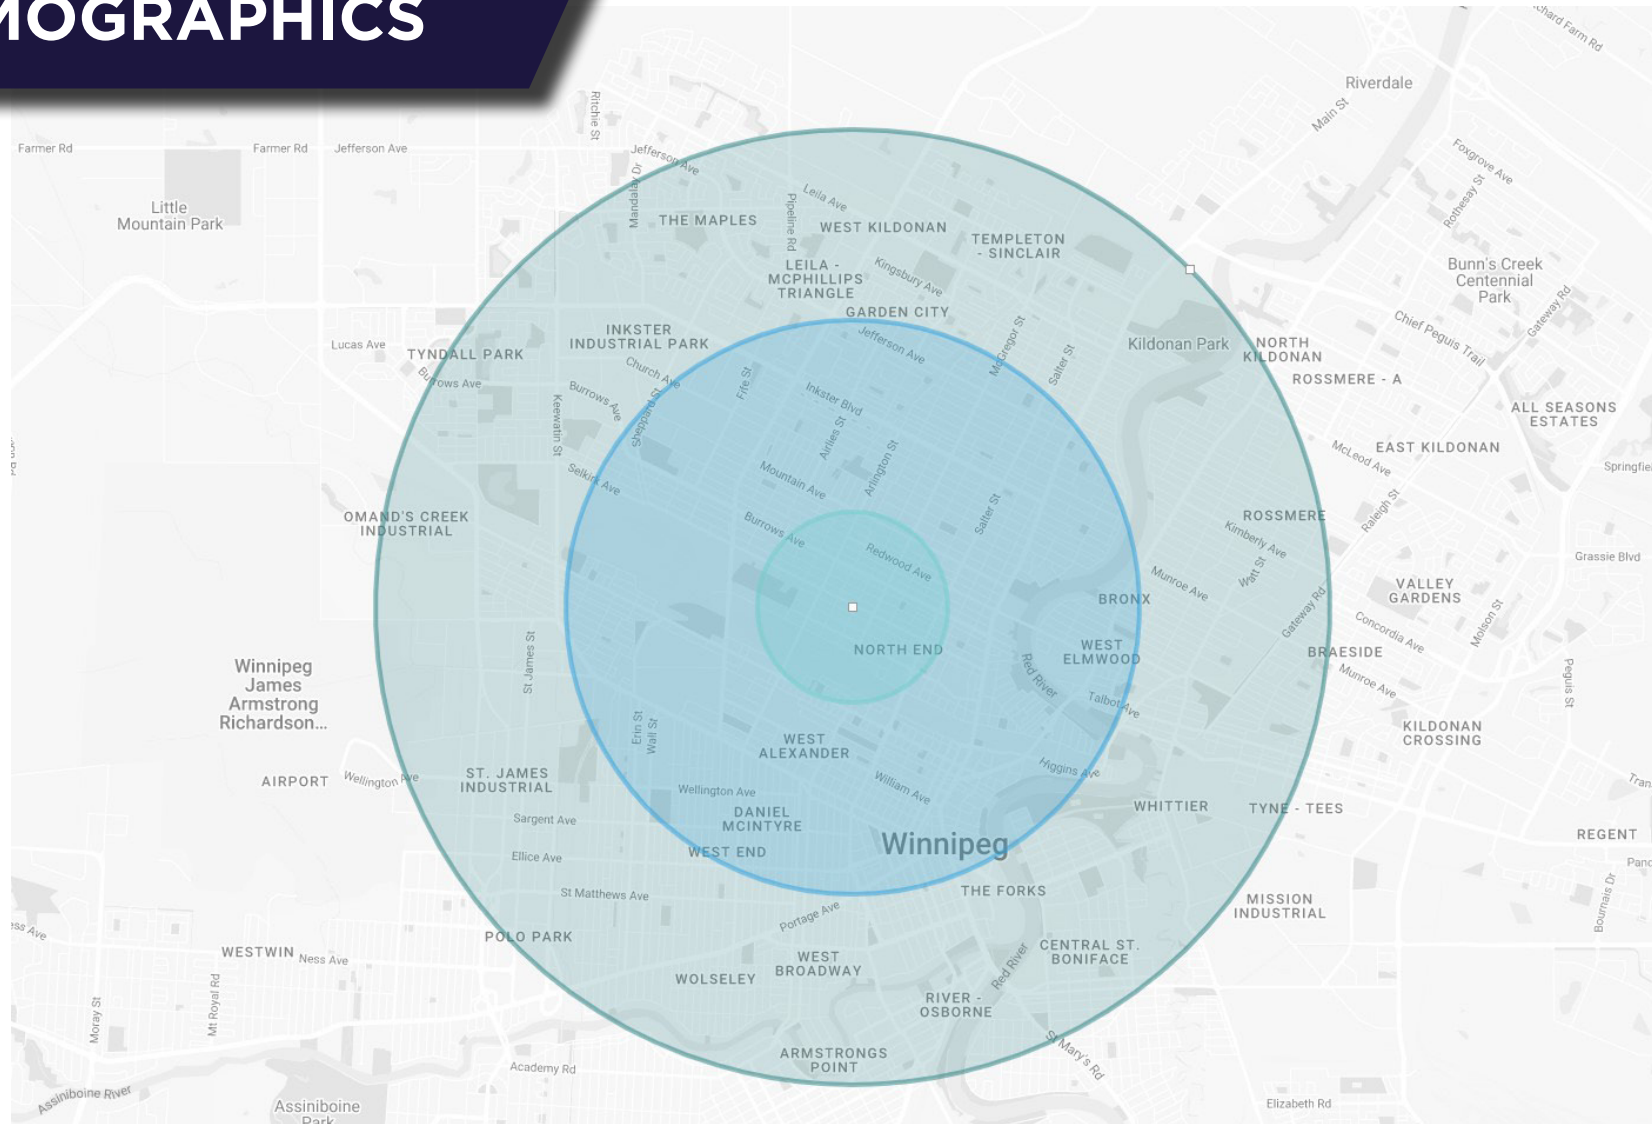 MOGRAPHICS
Richard Farm Rd
Riverdale
Main St
Ritchie St
Farmer Rd
Farmer Rd
Jefferson Ave
Jefferson Ave
Foxgrove Ave
Mandalay Dr
Leila Ave
Pipeline Rd
Rothesay St
Little
Mountain Park
THE MAPLES
WEST KILDONAN
TEMPLETON
- SINCLAIR
LEILA -
MCPHILLIPS
TRIANGLE
Kingsbury Ave
Bunn's Creek
Centennial
Park
Gateway Rd
GARDEN CITY
INKSTER
INDUSTRIAL PARK
Jefferson Ave
McGregor St
Chief Peguis Trail
Lucas Ave
TYNDALL PARK
Kildonan Park
NORTH
KILDONAN
Salter St
Church Ave
Burrows Ave
Burrows Ave
Fife St
ROSSMERE - A
Inkster Blvd
Sheppard St
Keewatin St
Airlies St
ALL SEASONS
ESTATES
EAST KILDONAN
McLeod Ave
Arlington St
Mountain Ave
Selkirk Ave
Springfie
Salter St
Raleigh St
OMAND'S CREEK
INDUSTRIAL
Burrows Ave
ROSSMERE
Kimberly Ave
Redwood Ave
Grassie Blvd
Watt St
Munroe Ave
VALLEY
GARDENS
BRONX
Gateway Rd
Molson St
Concordia Ave
NORTH END
WEST
ELMWOOD
BRAESIDE
St James St
Red River
Munroe Ave
Peguis St
Winnipeg
James
Armstrong
Richardson...
Talbot Ave
Erin St
Wall St
KILDONAN
CROSSING
WEST
ALEXANDER
AIRPORT
Wellington Ave
ST. JAMES
INDUSTRIAL
Higgins Ave
Wellington Ave
William Ave
Tran
WHITTIER
TYNE - TEES
DANIEL
MCINTYRE
Sargent Ave
REGENT
Winnipeg
WEST END
Ellice Ave
Panc
St Matthews Ave
THE FORKS
MISSION
INDUSTRIAL
Bournais Dr
Portage Ave
ess Ave
POLO PARK
WESTWIN
Ness Ave
CENTRAL ST.
BONIFACE
WEST
BROADWAY
WOLSELEY
Red River
Moray St
Mt Royal Rd
RIVER -
OSBORNE
ARMSTRONGS
POINT
St Mary's Rd
Academy Rd
Assiniboine River
Assiniboine
Park
Elizabeth Rd